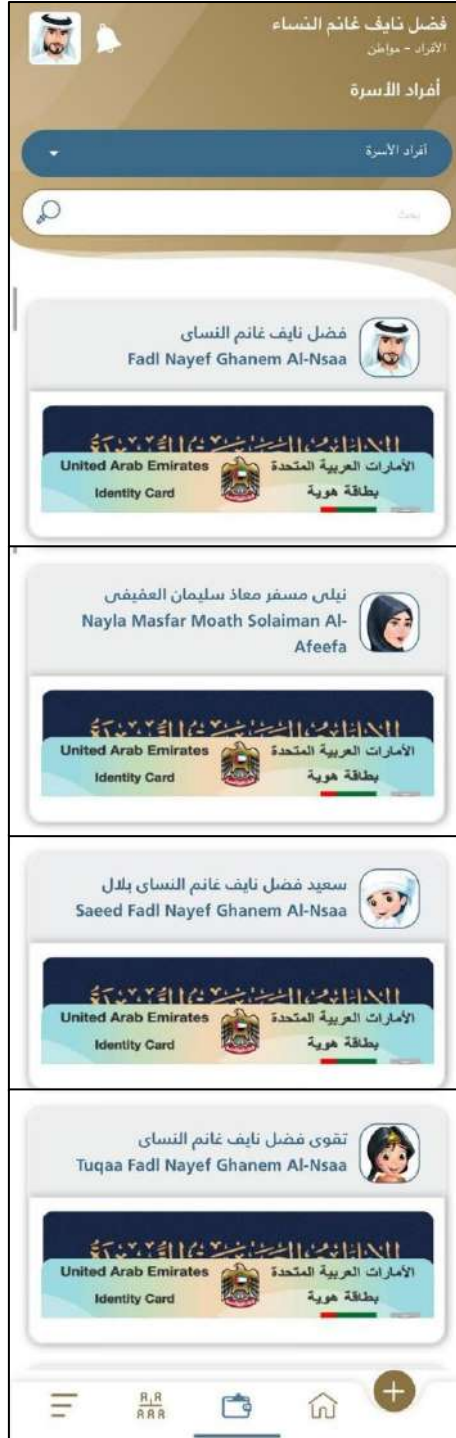 فضل نايف غانم النساء
الأفراد - مواطن
أفراد الأسرة
أفراد الأسرة
بحث
فضل نايف غانم النساى
Fadl Nayef Ghanem Al-Nsaa
United Arab Emirates الأمارات العربية المتحدة
Identity Card بطاقة هوية
نيلى مسفر معاذ سليمان العفيفى
Nayla Masfar Moath Solaiman Al-
Afeefa
United Arab Emirates الأمارات العربية المتحدة
Identity Card بطاقة هوية
سعيد فضل نايف غانم النساى بلال
Saeed Fadl Nayef Ghanem Al-Nsaa
United Arab Emirates الأمارات العربية المتحدة
Identity Card بطاقة هوية
تقوى فضل نايف غانم النساى
Tuqaa Fadl Nayef Ghanem Al-Nsaa
United Arab Emirates الأمارات العربية المتحدة
Identity Card بطاقة هوية